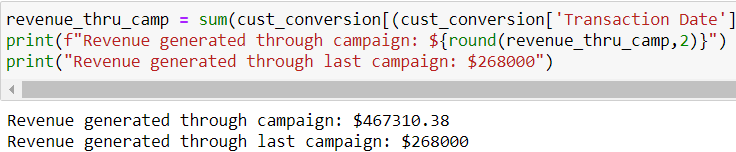 revenue_thru_camp = sum(cust_conversion[(cust_conversion['Transaction Date']
print(f"Revenue generated through campaign: ${round(revenue_thru_camp,2)}")
print("Revenue generated through last campaign: $268000")
Revenue generated through campaign: $467310.38
Revenue generated through last campaign: $268000